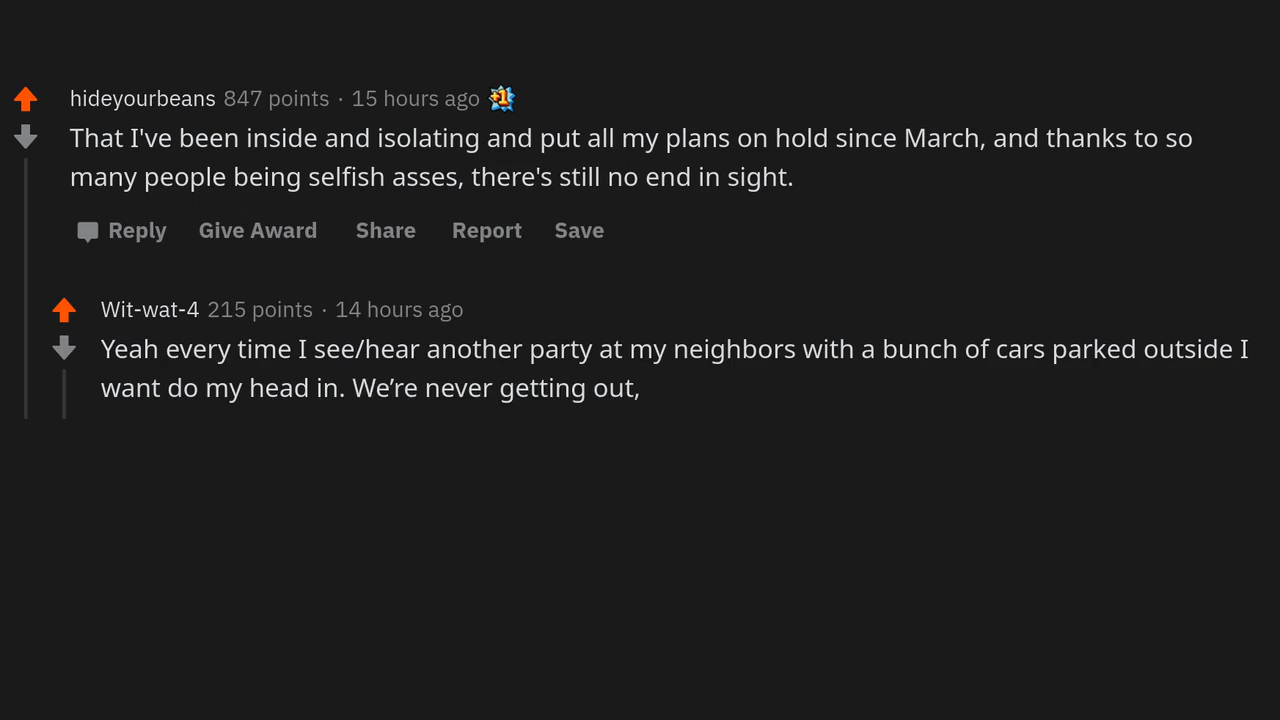 hideyourbeans 847 points · 15 hours ago +1
That I've been inside and isolating and put all my plans on hold since March, and thanks to so
many people being selfish asses, there's still no end in sight.
Reply Give Award Share Report Save
Wit-wat-4 215 points · 14 hours ago
Yeah every time I see/hear another party at my neighbors with a bunch of cars parked outside I
want do my head in. We’re never getting out,